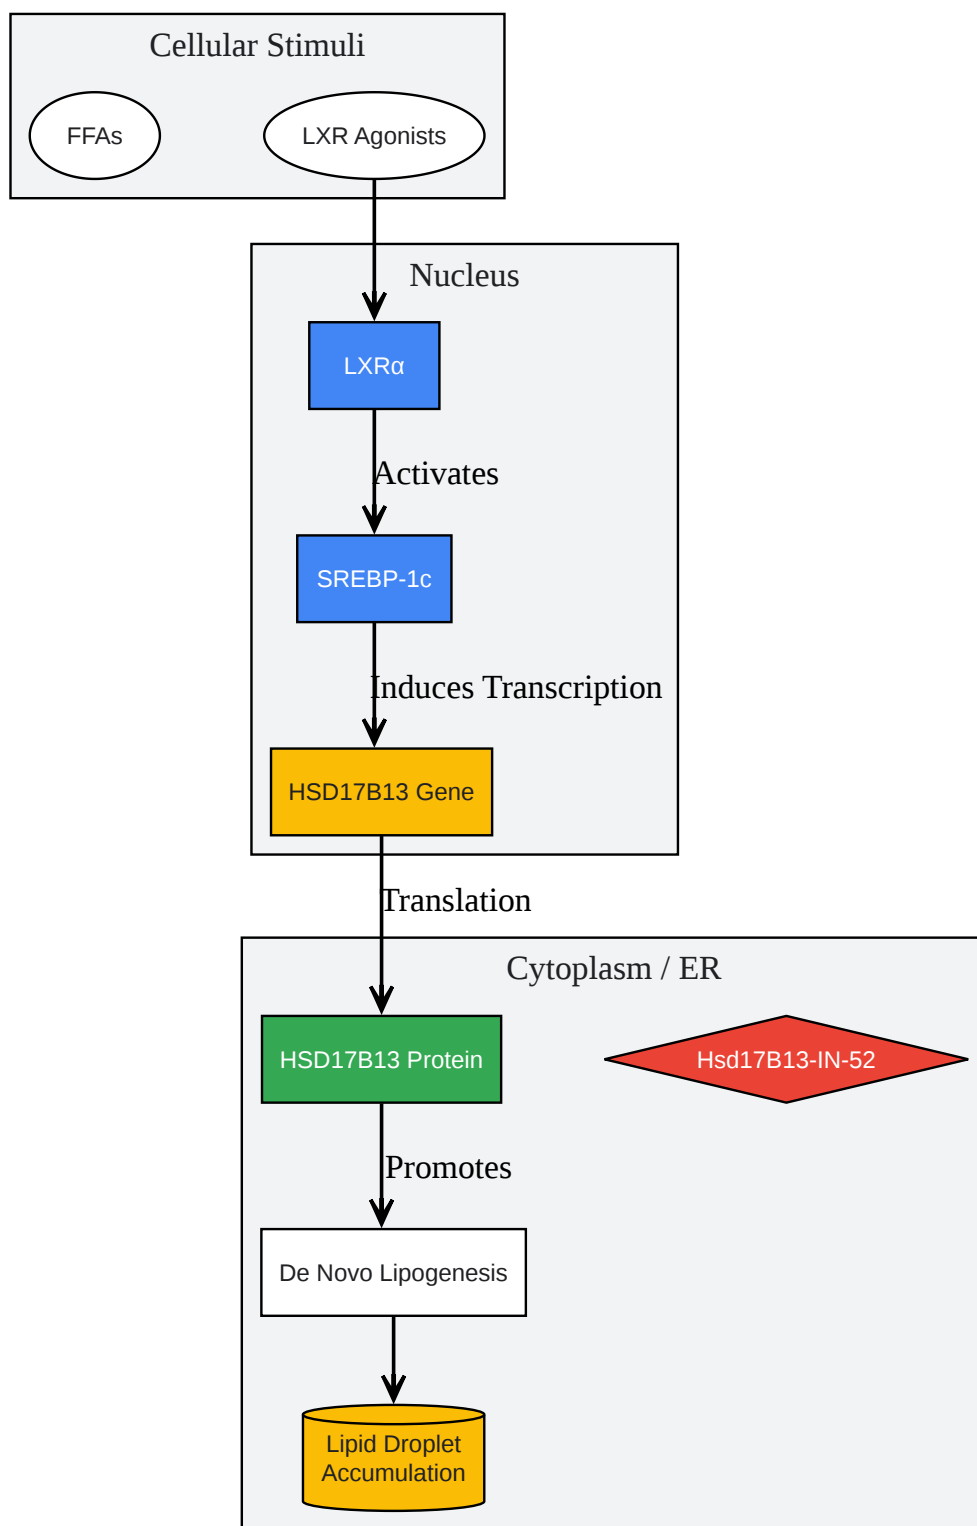 Cellular Stimuli
FFAs
LXR Agonists
Nucleus
LXRα
Activates
SREBP-1c
Induces Transcription
HSD17B13 Gene
Translation
Cytoplasm / ER
HSD17B13 Protein
Hsd17B13-IN-52
Promotes
De Novo Lipogenesis
Lipid Droplet
Accumulation